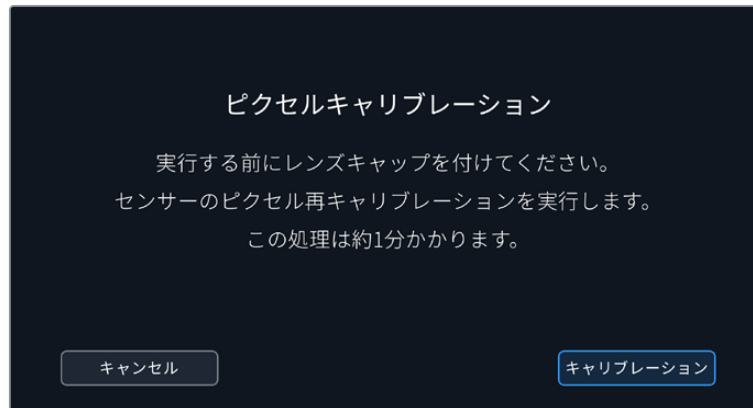 ピクセルキャリブレーション
実行する前にレンズキャップを付けてください。
センサーのピクセル再キャリブレーションを実行します。
この処理は約1分かかります。
キャンセル
キャリブレーション